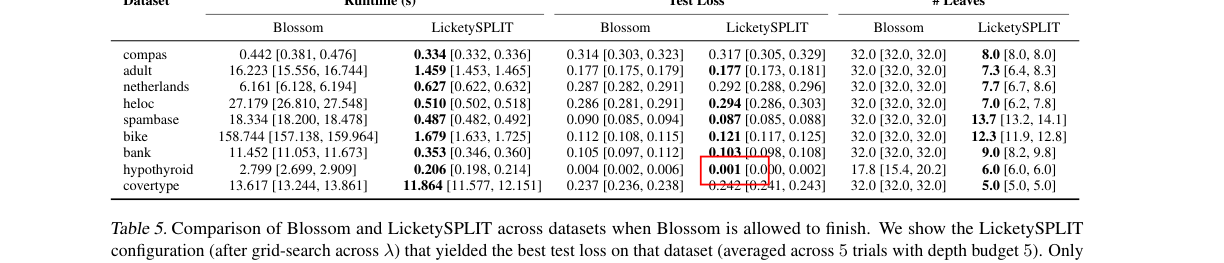 Dataset Runtime (s) Test Loss # Leaves
Blossom LicketySPLIT Blossom LicketySPLIT Blossom LicketySPLIT
compas 0.442 [0.381, 0.476] 0.334 [0.332, 0.336] 0.314 [0.303, 0.323] 0.317 [0.305, 0.329] 32.0 [32.0, 32.0] 8.0 [8.0, 8.0]
adult 16.223 [15.556, 16.744] 1.459 [1.453, 1.465] 0.177 [0.175, 0.179] 0.177 [0.173, 0.181] 32.0 [32.0, 32.0] 7.3 [6.4, 8.3]
netherlands 6.161 [6.128, 6.194] 0.627 [0.622, 0.632] 0.287 [0.282, 0.291] 0.292 [0.288, 0.296] 32.0 [32.0, 32.0] 7.7 [6.7, 8.6]
heloc 27.179 [26.810, 27.548] 0.510 [0.502, 0.518] 0.286 [0.281, 0.291] 0.294 [0.286, 0.303] 32.0 [32.0, 32.0] 7.0 [6.2, 7.8]
spambase 18.334 [18.200, 18.478] 0.487 [0.482, 0.492] 0.090 [0.085, 0.094] 0.087 [0.085, 0.088] 32.0 [32.0, 32.0] 13.7 [13.2, 14.1]
bike 158.744 [157.138, 159.964] 1.679 [1.633, 1.725] 0.112 [0.108, 0.115] 0.121 [0.117, 0.125] 32.0 [32.0, 32.0] 12.3 [11.9, 12.8]
bank 11.452 [11.053, 11.673] 0.353 [0.346, 0.360] 0.105 [0.097, 0.112] 0.103 [0.098, 0.108] 32.0 [32.0, 32.0] 9.0 [8.2, 9.8]
hypothyroid 2.799 [2.699, 2.909] 0.206 [0.198, 0.214] 0.004 [0.002, 0.006] 0.001 [0.000, 0.002] 17.8 [15.4, 20.2] 6.0 [6.0, 6.0]
covertype 13.617 [13.244, 13.861] 11.864 [11.577, 12.151] 0.237 [0.236, 0.238] 0.242 [0.241, 0.243] 32.0 [32.0, 32.0] 5.0 [5.0, 5.0]
Table 5. Comparison of Blossom and LicketySPLIT across datasets when Blossom is allowed to finish. We show the LicketySPLIT
configuration (after grid-search across λ) that yielded the best test loss on that dataset (averaged across 5 trials with depth budget 5). Only